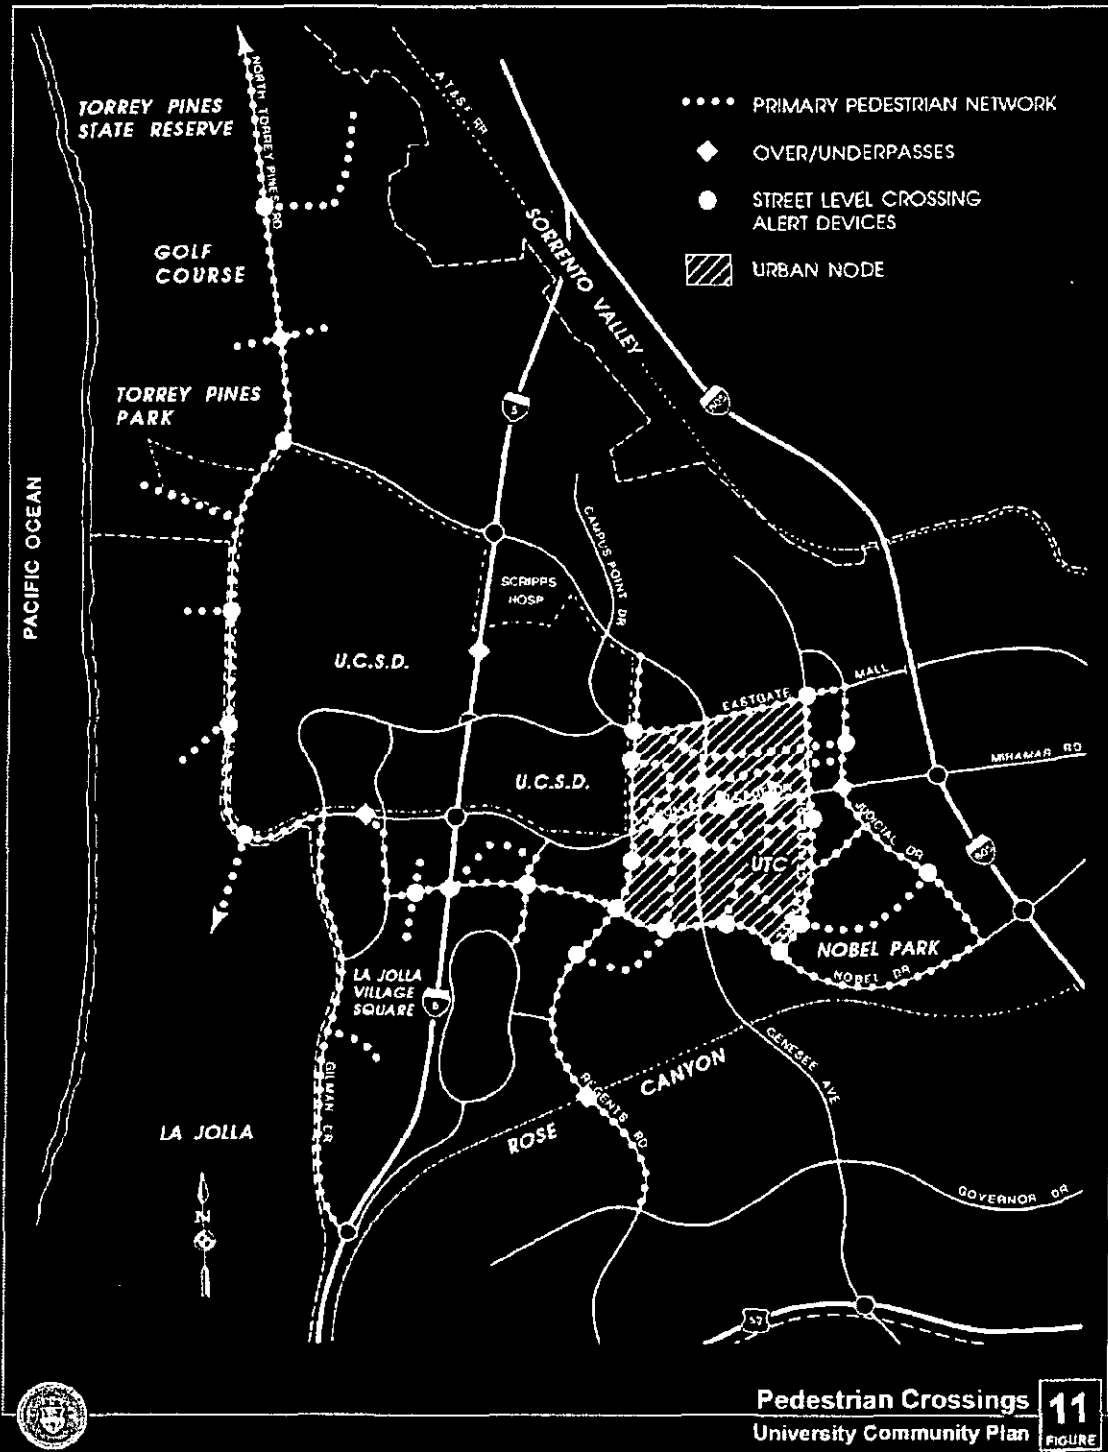 TORREY PINES
STATE RESERVE
NORTH TORREY PINES RD
AT&SF RR
PRIMARY PEDESTRIAN NETWORK
OVER/UNDERPASSES
STREET LEVEL CROSSING
ALERT DEVICES
URBAN NODE
GOLF
COURSE
SORRENTO VALLEY
TORREY PINES
PARK
5
805
PACIFIC OCEAN
CAMPUS POINT DR
SCRIPPS
HOSP
U.C.S.D.
EASTGATE
MALL
MIRAMAR RD
U.C.S.D.
JUDICIAL DR
805
UTC
NOBEL PARK
NOBEL DR
LA JOLLA
VILLAGE
SQUARE
5
GENESEE AVE
ROSE
CANYON
REGENTS RD
GILMAN DR
LA JOLLA
N
GOVERNOR DR
52
Pedestrian Crossings
University Community Plan
11
FIGURE